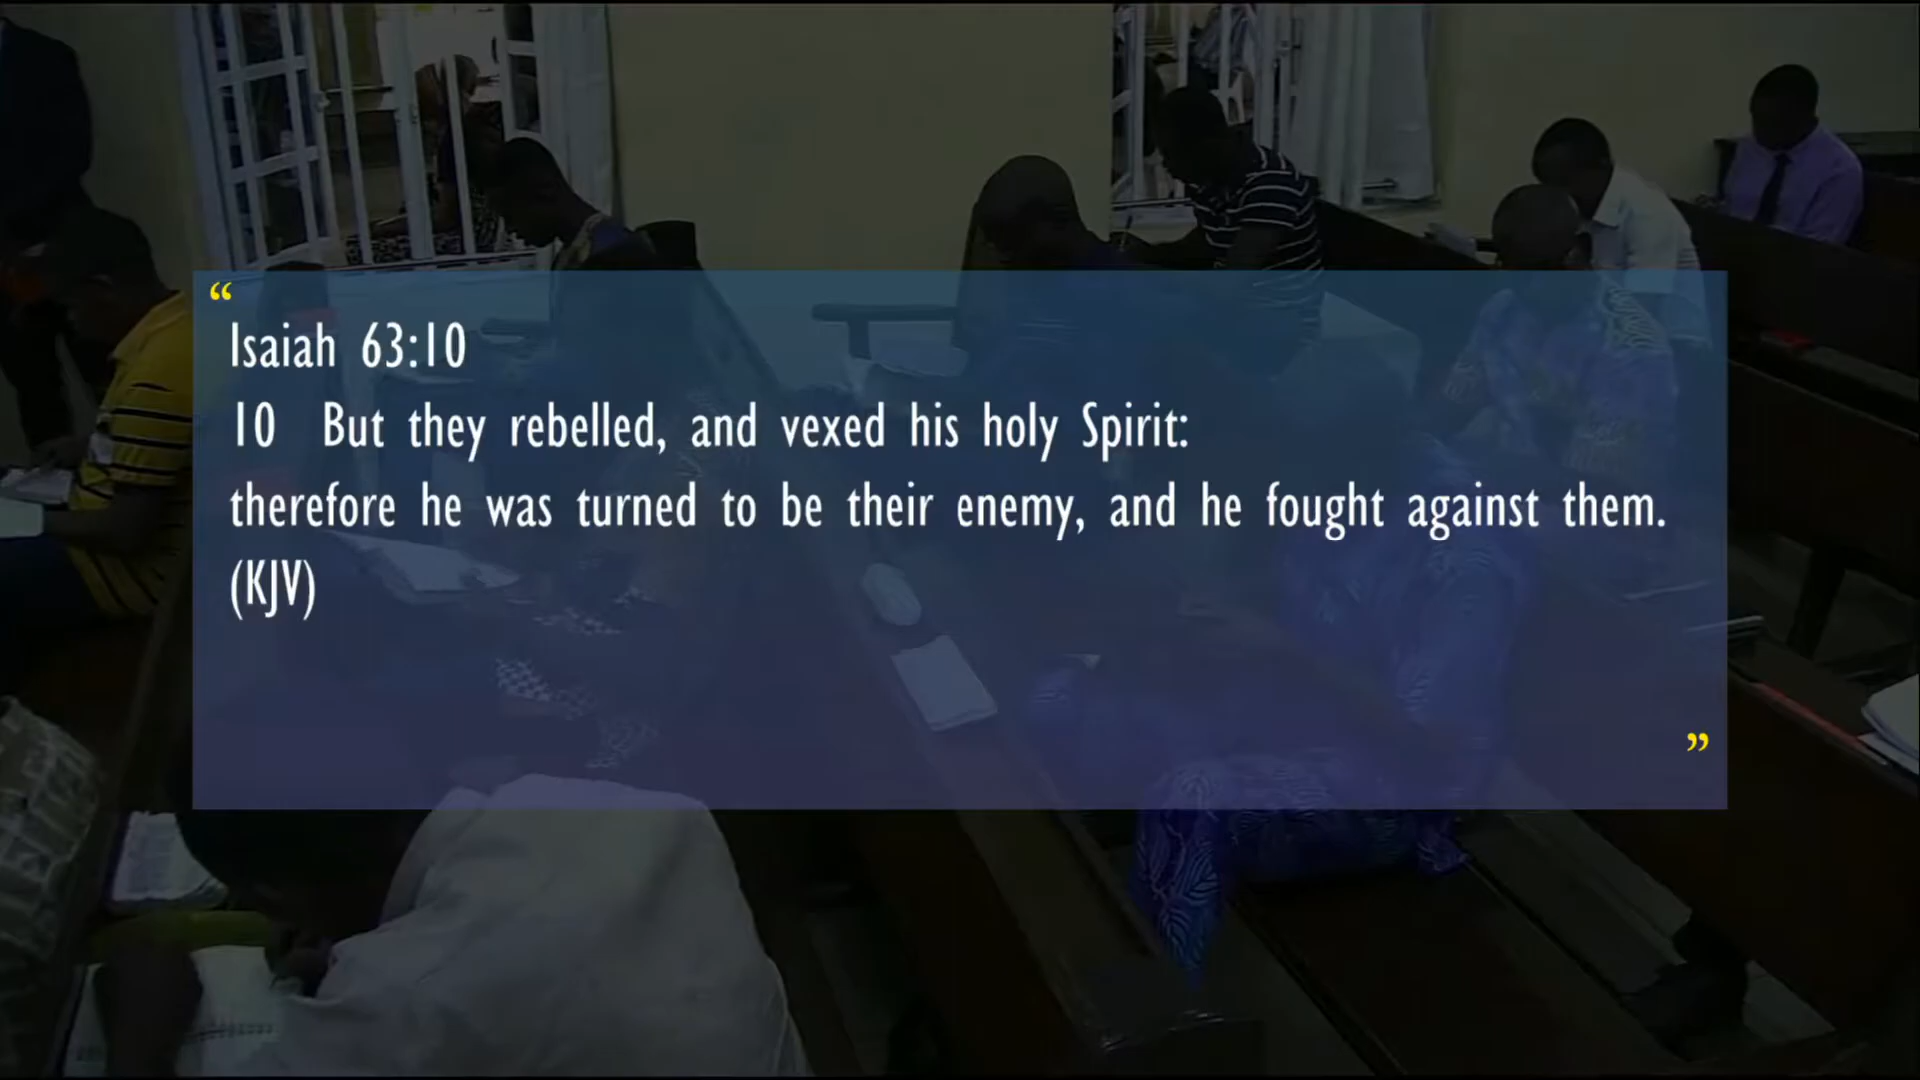 “
Isaiah 63:10
10 But they rebelled, and vexed his holy Spirit:
therefore he was turned to be their enemy, and he fought against them.
(KJV)
”